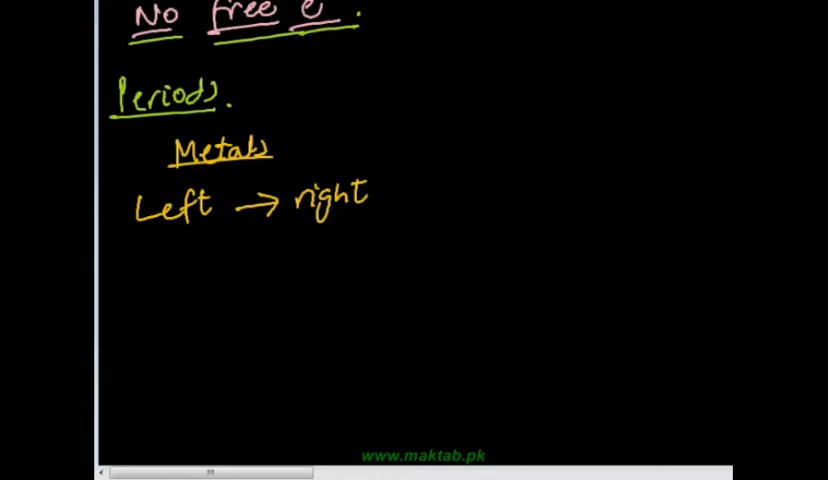 No free e.
Periods.
Metals
Left → right
www.maktab.pk